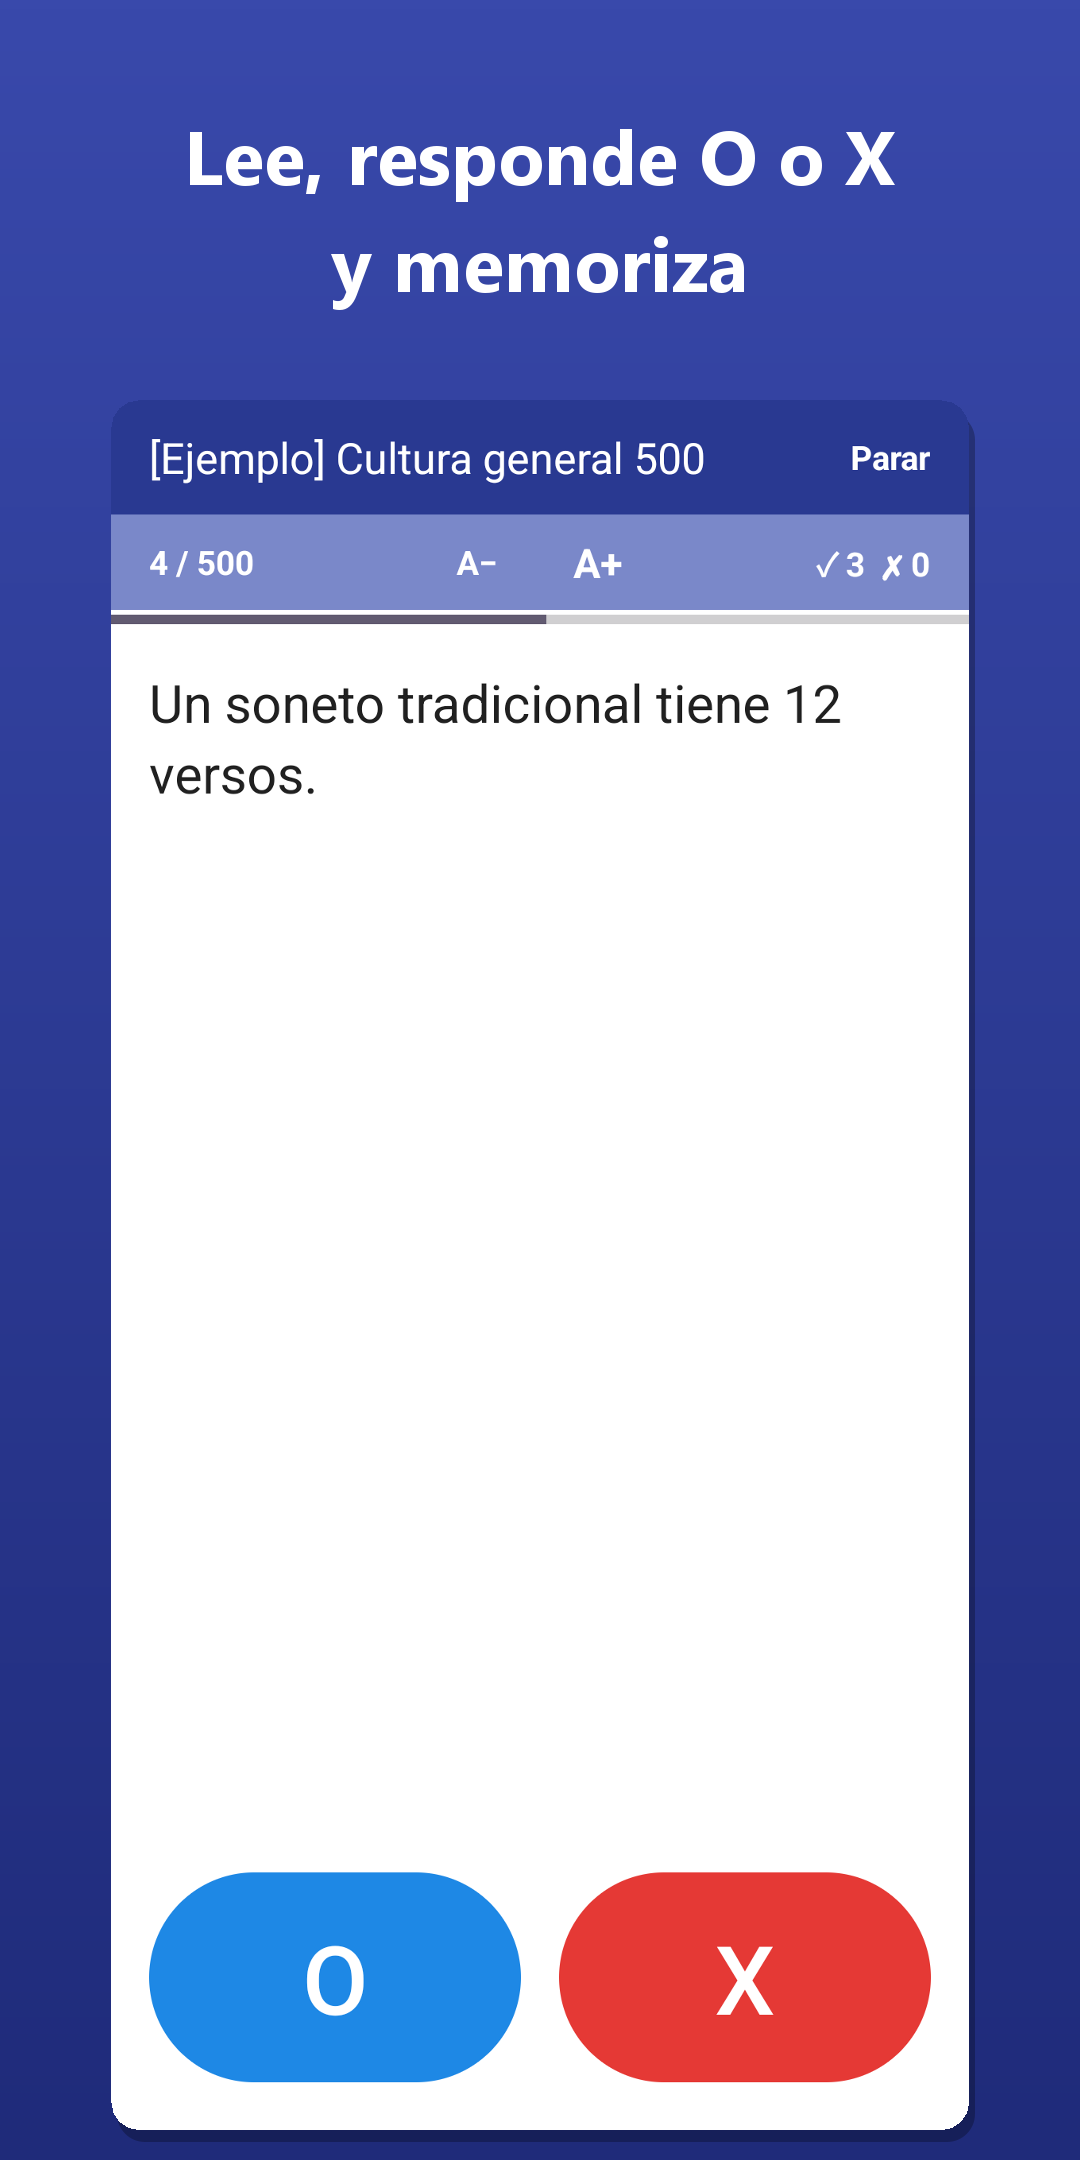 Lee, responde O o X
y memoriza
[Ejemplo] Cultura general 500 Parar
4 / 500 A− A+ ✓ 3 ✗ 0
Un soneto tradicional tiene 12
versos.
O X